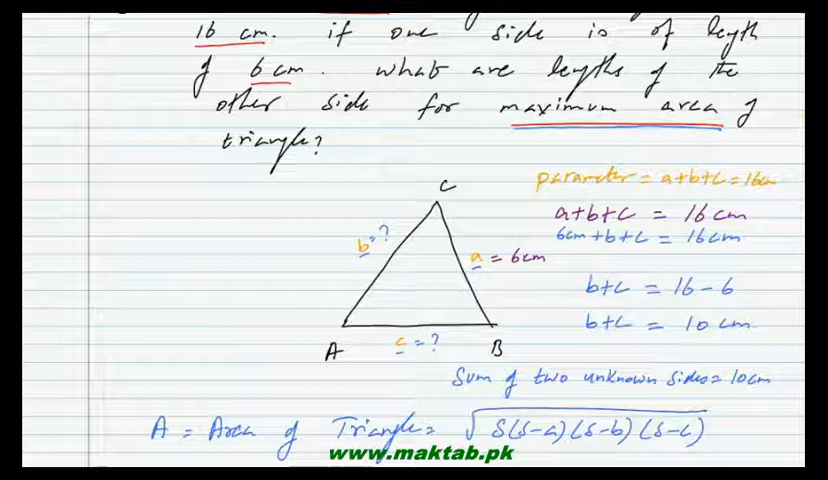 16 cm. if one side is of length
of 6 cm. what are lengths of the
other side for maximum area of
triangle?
C
parameter = a+b+c = 16cm
a+b+c = 16 cm
b=?
6cm+b+c = 16cm
a = 6cm
b+c = 16-6
b+c = 10 cm
A
c = ?
B
Sum of two unknown sides = 10cm
A = Area of Triangle = √S(S-a)(S-b)(S-c)
www.maktab.pk